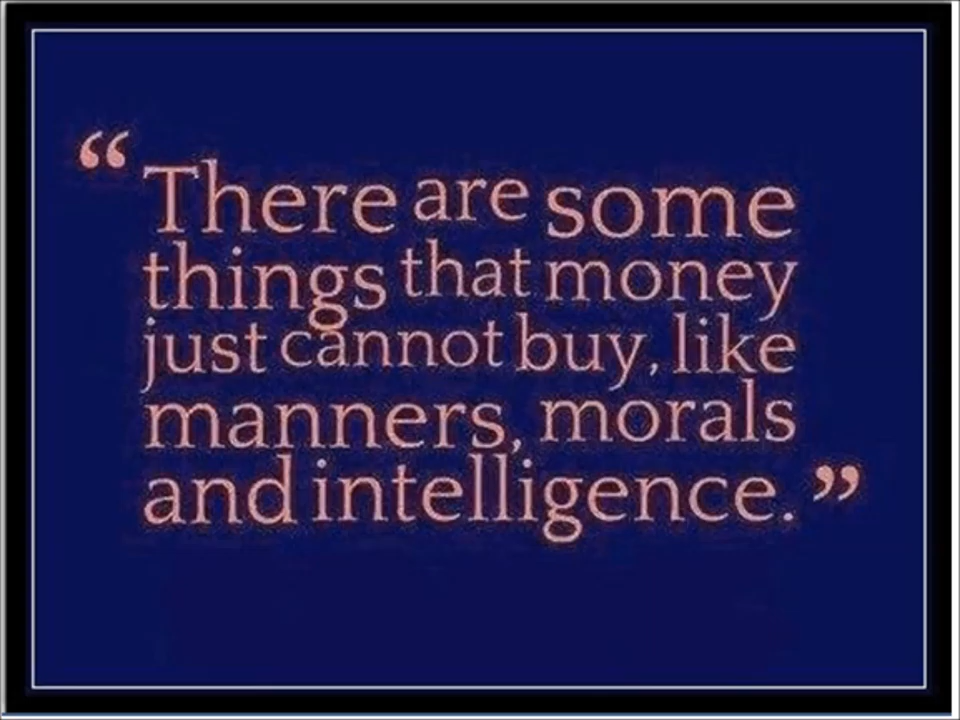 “There are some
things that money
just cannot buy, like
manners, morals
and intelligence.”